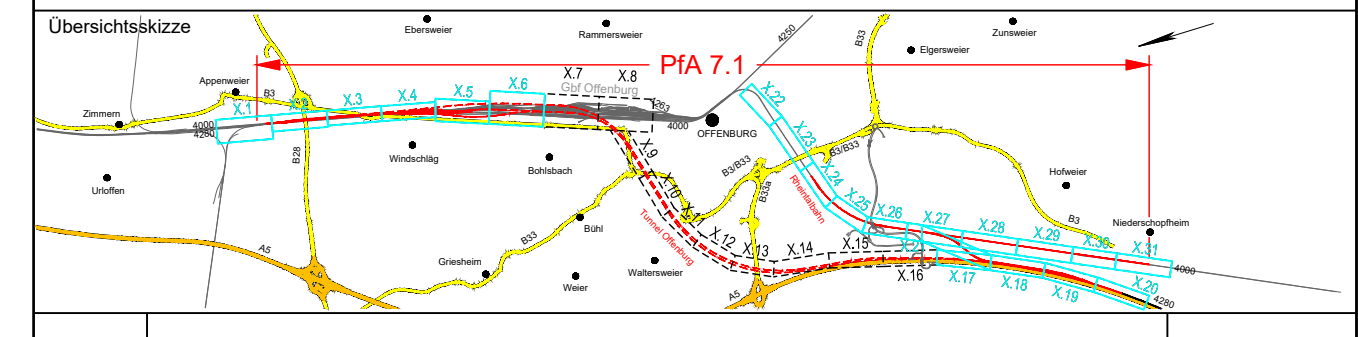 Übersichtsskizze
Ebersweier
Rammersweier
Zunsweier
4250
B33
Elgersweier
PfA 7.1
Appenweier
B3
X.1
X.2
X.3
X.4
X.5
X.6
X.7
X.8
Gbf Offenburg
4263
X.22
Zimmern
4000
4280
4000
OFFENBURG
B28
Windschläg
Bohlsbach
X.9
X.23
B3/B33
B3/B33
X.24
Hofweier
Urloffen
X.10
B33a
Rheintalbahn
X.25
B3
Niederschopfheim
Bühl
B33
X.11
Tunnel Offenburg
X.12
X.13
X.14
X.15
X.26
X.27
X.28
X.29
X.30
X.31
4000
A5
Griesheim
Weier
Waltersweier
X.21
X.16
X.17
X.18
X.19
X.20
4280
A5